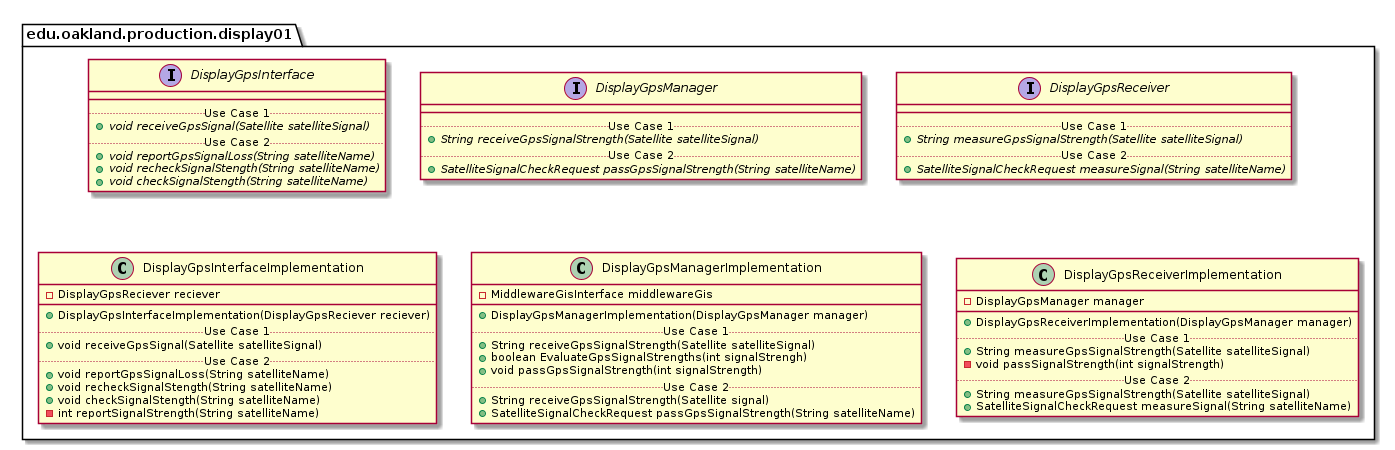 edu.oakland.production.display01
I DisplayGpsInterface
Use Case 1
void receiveGpsSignal(Satellite satelliteSignal)
Use Case 2
void reportGpsSignalLoss(String satelliteName)
void recheckSignalStength(String satelliteName)
void checkSignalStength(String satelliteName)
I DisplayGpsManager
Use Case 1
String receiveGpsSignalStrength(Satellite satelliteSignal)
Use Case 2
SatelliteSignalCheckRequest passGpsSignalStrength(String satelliteName)
I DisplayGpsReceiver
Use Case 1
String measureGpsSignalStrength(Satellite satelliteSignal)
Use Case 2
SatelliteSignalCheckRequest measureSignal(String satelliteName)
C DisplayGpsInterfaceImplementation
DisplayGpsReciever reciever
DisplayGpsInterfaceImplementation(DisplayGpsReciever reciever)
Use Case 1
void receiveGpsSignal(Satellite satelliteSignal)
Use Case 2
void reportGpsSignalLoss(String satelliteName)
void recheckSignalStength(String satelliteName)
void checkSignalStength(String satelliteName)
int reportSignalStrength(String satelliteName)
C DisplayGpsManagerImplementation
MiddlewareGisInterface middlewareGis
DisplayGpsManagerImplementation(DisplayGpsManager manager)
Use Case 1
String receiveGpsSignalStrength(Satellite satelliteSignal)
boolean EvaluateGpsSignalStrengths(int signalStrengh)
void passGpsSignalStrength(int signalStrength)
Use Case 2
String receiveGpsSignalStrength(Satellite signal)
SatelliteSignalCheckRequest passGpsSignalStrength(String satelliteName)
C DisplayGpsReceiverImplementation
DisplayGpsManager manager
DisplayGpsReceiverImplementation(DisplayGpsManager manager)
Use Case 1
String measureGpsSignalStrength(Satellite satelliteSignal)
void passSignalStrength(int signalStrength)
Use Case 2
String measureGpsSignalStrength(Satellite satelliteSignal)
SatelliteSignalCheckRequest measureSignal(String satelliteName)